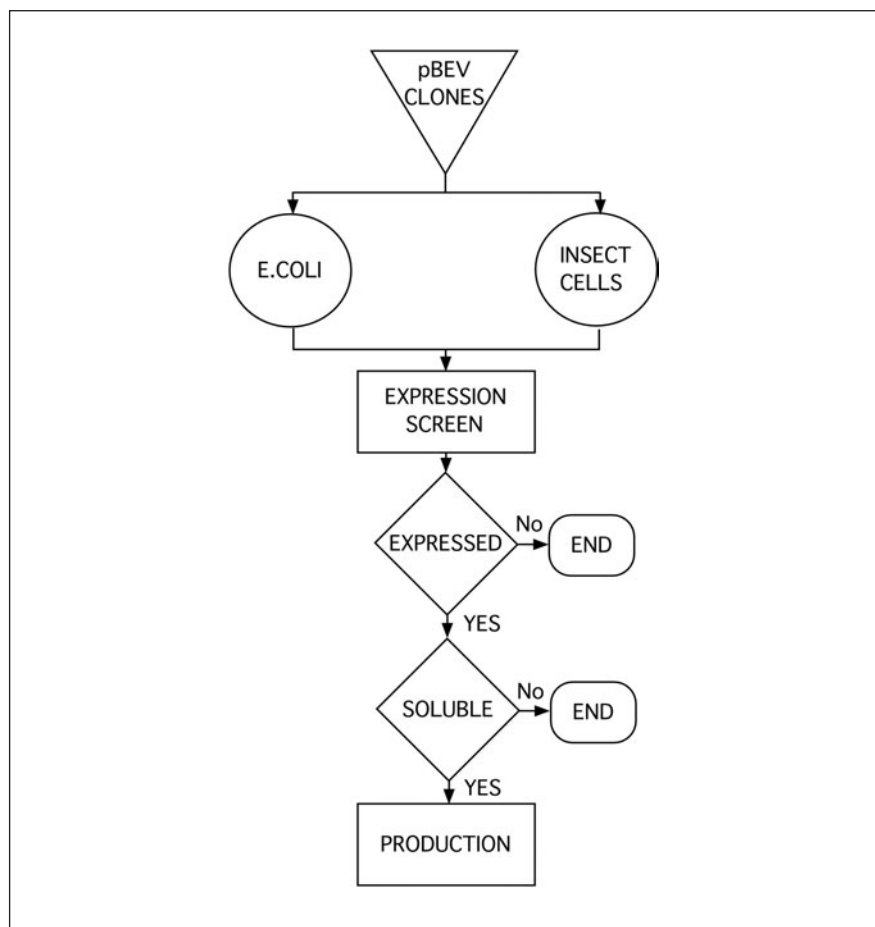 pBEV
CLONES
E.COLI
INSECT
CELLS
EXPRESSION
SCREEN
EXPRESSED
No
END
YES
SOLUBLE
No
END
YES
PRODUCTION